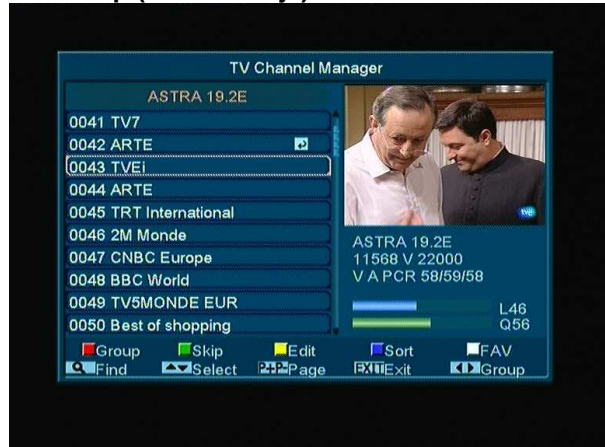 TV Channel Manager
ASTRA 19.2E
0041 TV7
0042 ARTE
0043 TVEi
0044 ARTE
0045 TRT International
0046 2M Monde
0047 CNBC Europe
0048 BBC World
0049 TV5MONDE EUR
0050 Best of shopping
tve
ASTRA 19.2E
11568 V 22000
V A PCR 58/59/58
L46
Q56
Group Skip Edit Sort FAV
Find Select P+P- Page EXIT Exit Group